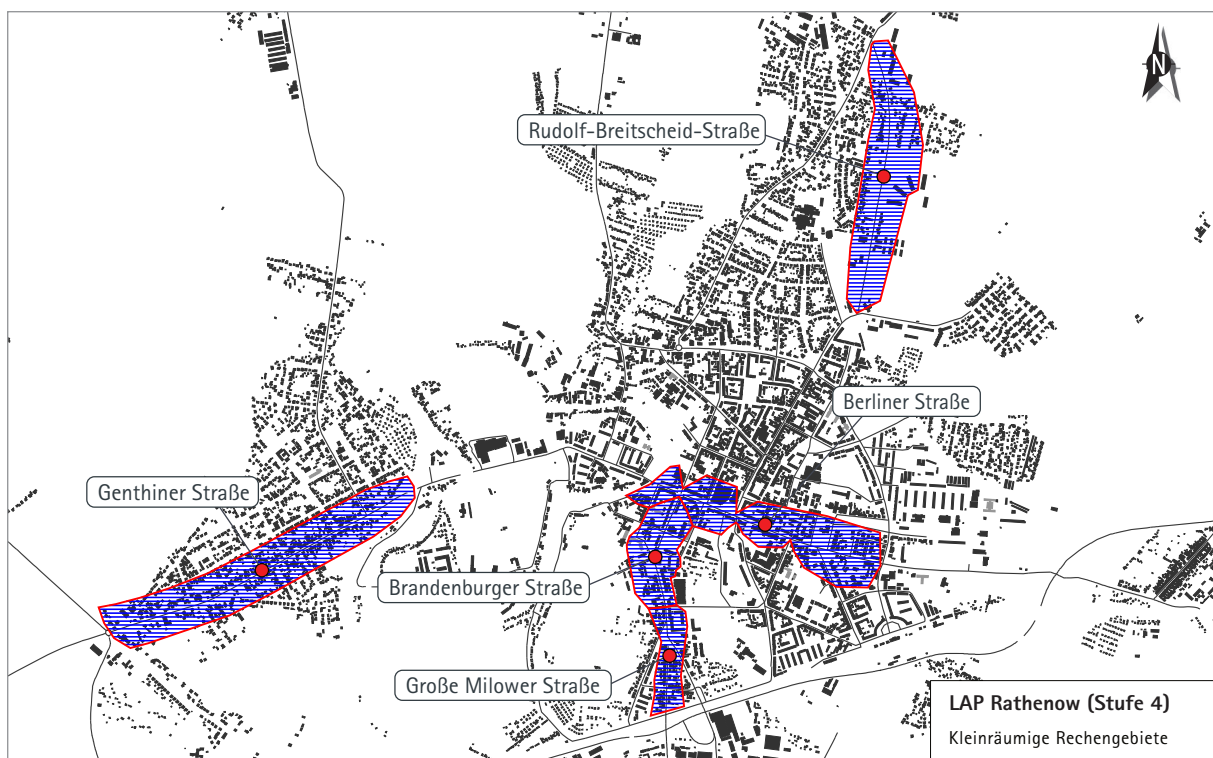 N
Rudolf-Breitscheid-Straße
Berliner Straße
Genthiner Straße
Brandenburger Straße
Große Milower Straße
LAP Rathenow (Stufe 4)
Kleinräumige Rechengebiete